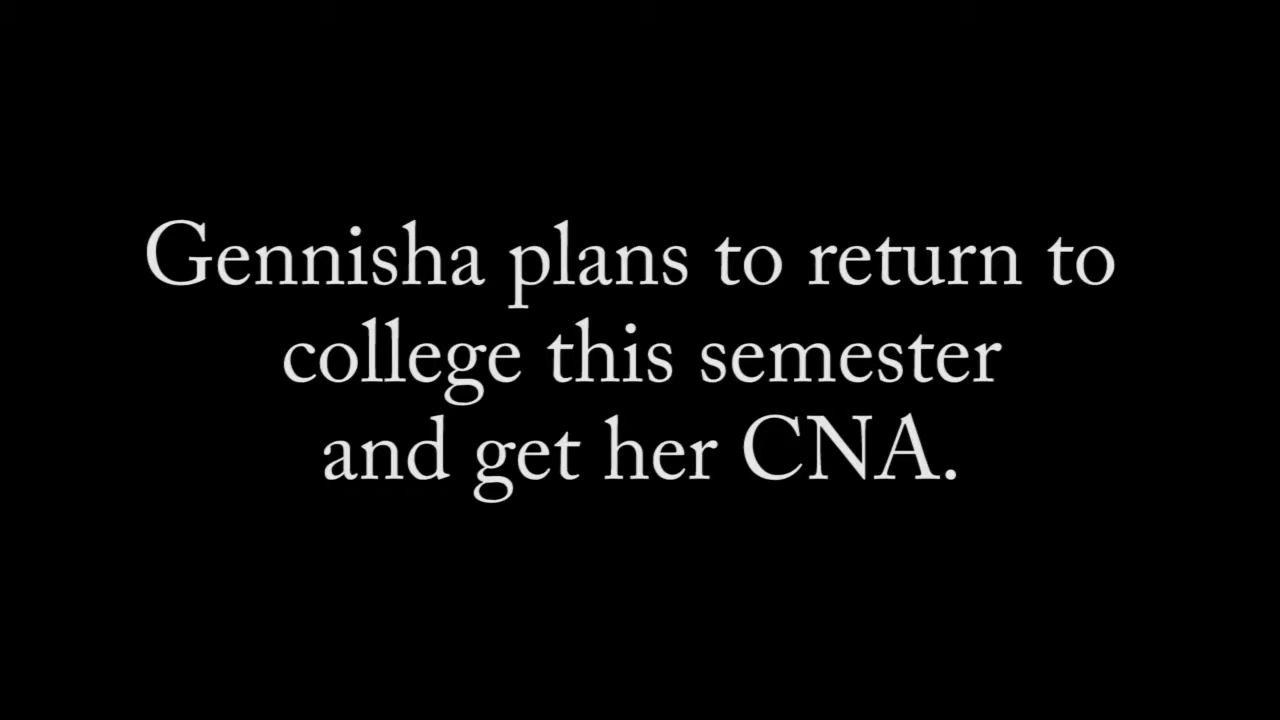 Gennisha plans to return to
college this semester
and get her CNA.